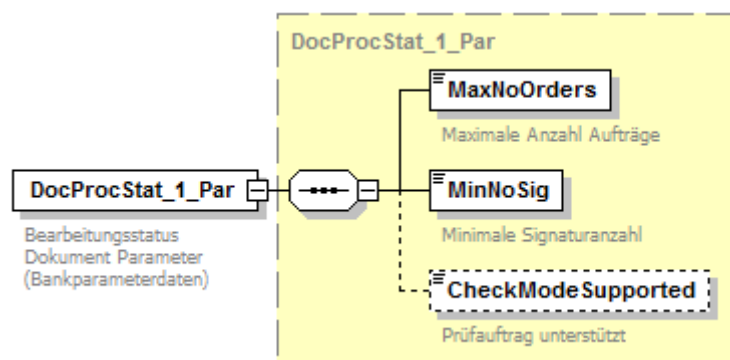 DocProcStat_1_Par
MaxNoOrders
Maximale Anzahl Aufträge
DocProcStat_1_Par
Bearbeitungsstatus
Dokument Parameter
(Bankparameterdaten)
MinNoSig
Minimale Signaturanzahl
CheckModeSupported
Prüfauftrag unterstützt